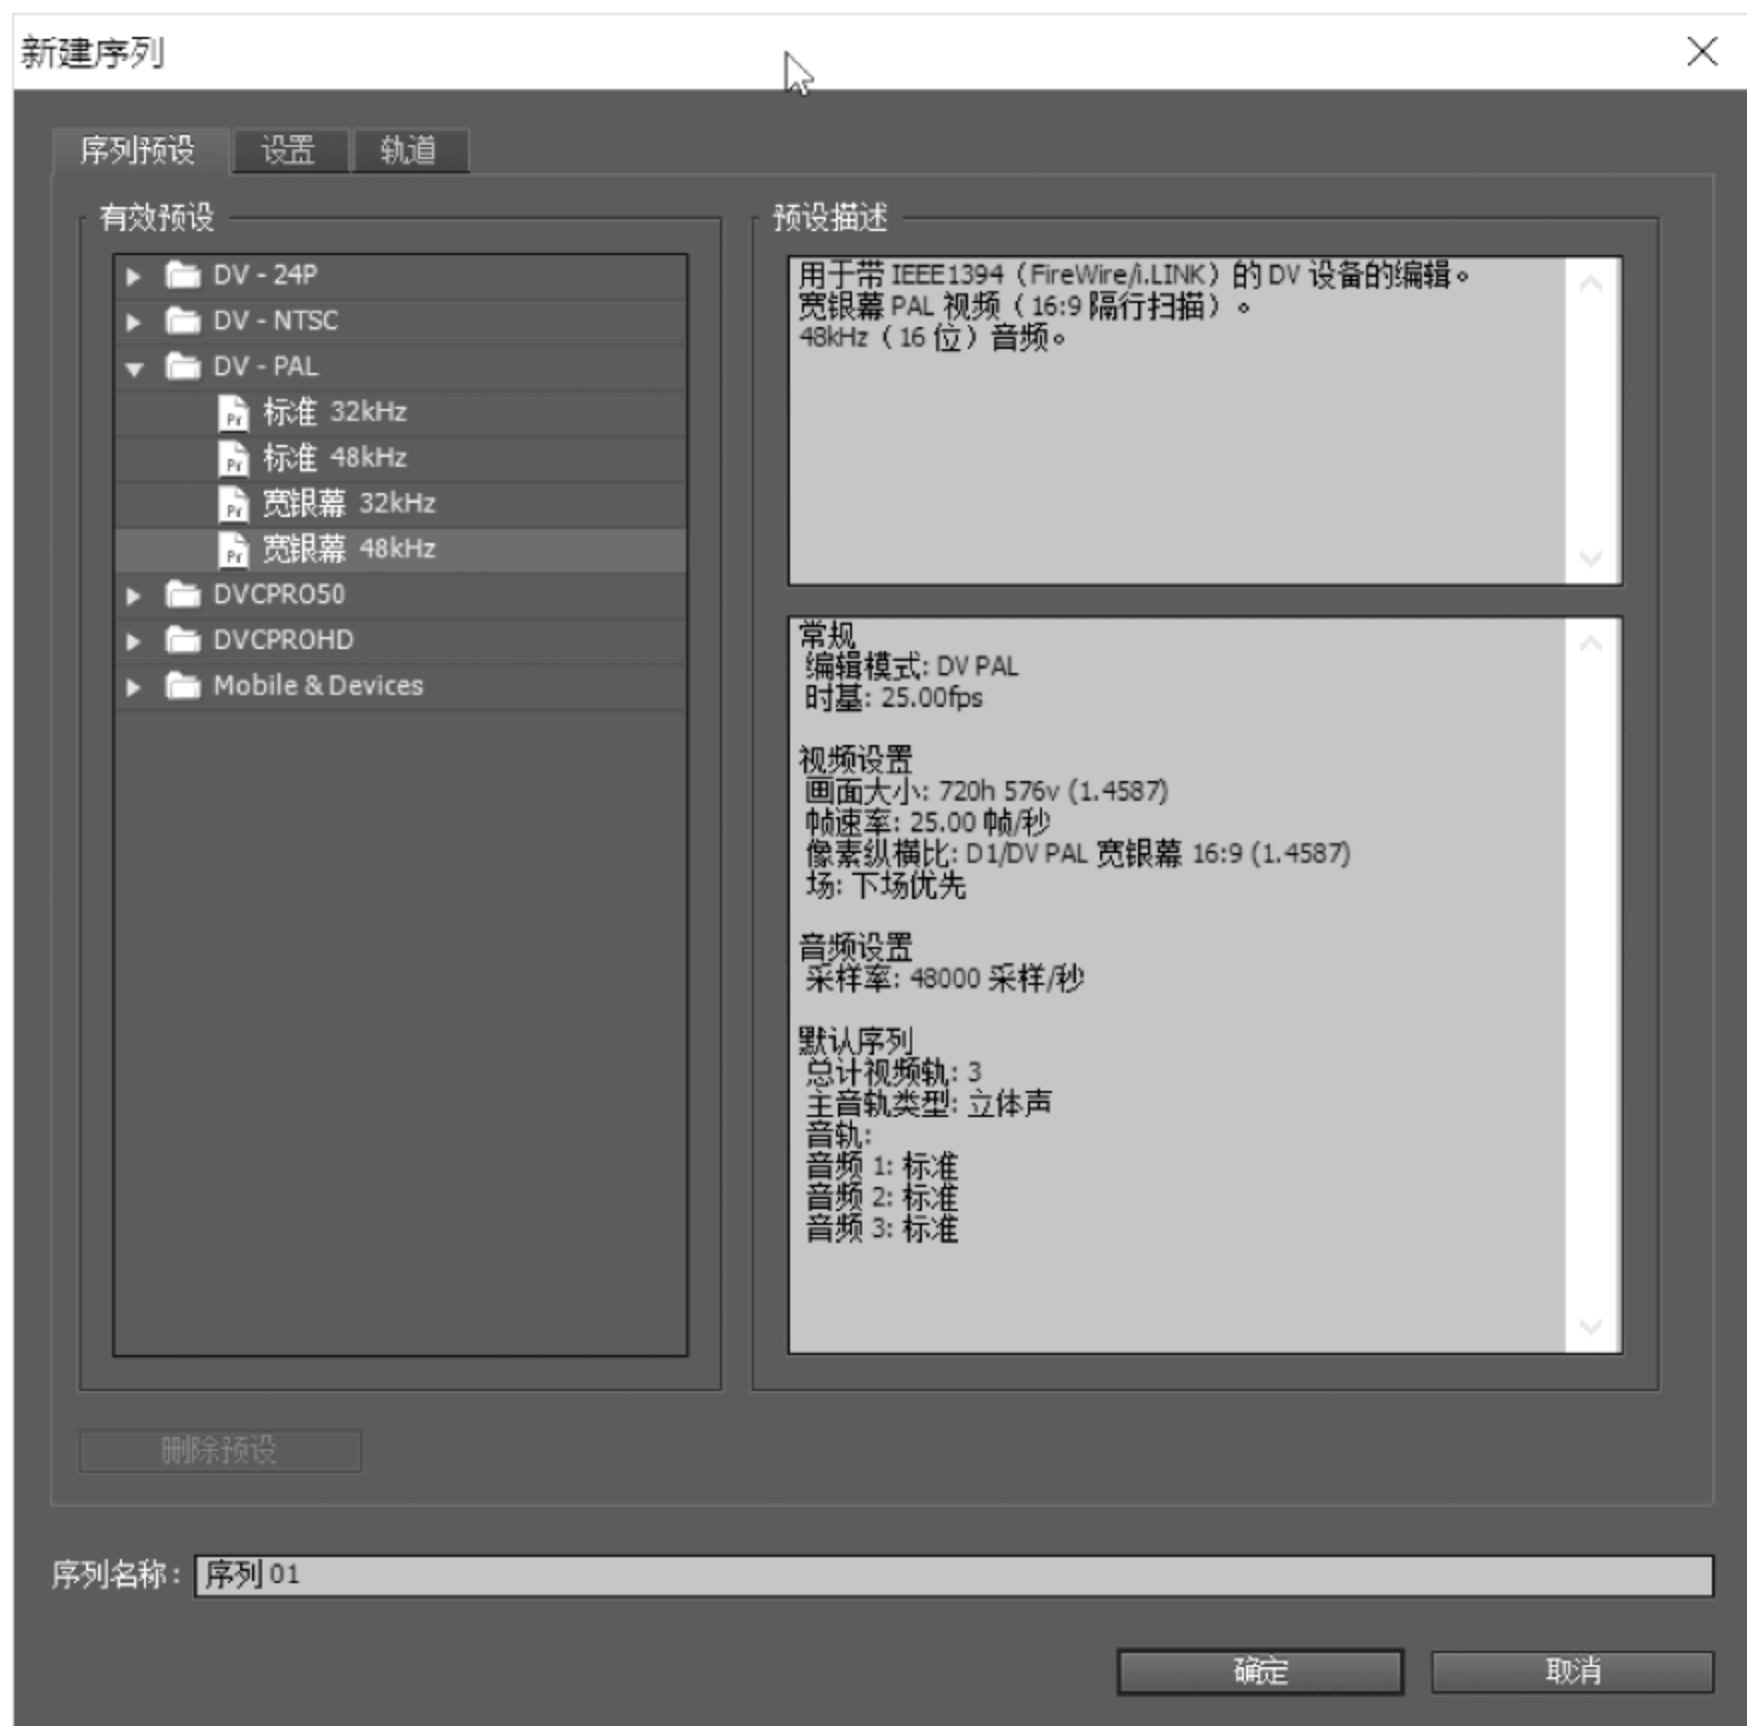 新建序列
序列预设 设置 轨道
有效预设
DV - 24P
DV - NTSC
DV - PAL
标准 32kHz
标准 48kHz
宽银幕 32kHz
宽银幕 48kHz
DVCPRO50
DVCPROHD
Mobile & Devices
删除预设
预设描述
用于带 IEEE1394（FireWire/i.LINK）的 DV 设备的编辑。
宽银幕 PAL 视频（16:9 隔行扫描）。
48kHz（16 位）音频。
常规
编辑模式: DV PAL
时基: 25.00fps
视频设置
画面大小: 720h 576v (1.4587)
帧速率: 25.00 帧/秒
像素纵横比: D1/DV PAL 宽银幕 16:9 (1.4587)
场: 下场优先
音频设置
采样率: 48000 采样/秒
默认序列
总计视频轨: 3
主音轨类型: 立体声
音轨:
音频 1: 标准
音频 2: 标准
音频 3: 标准
序列名称: 序列 01
确定 取消